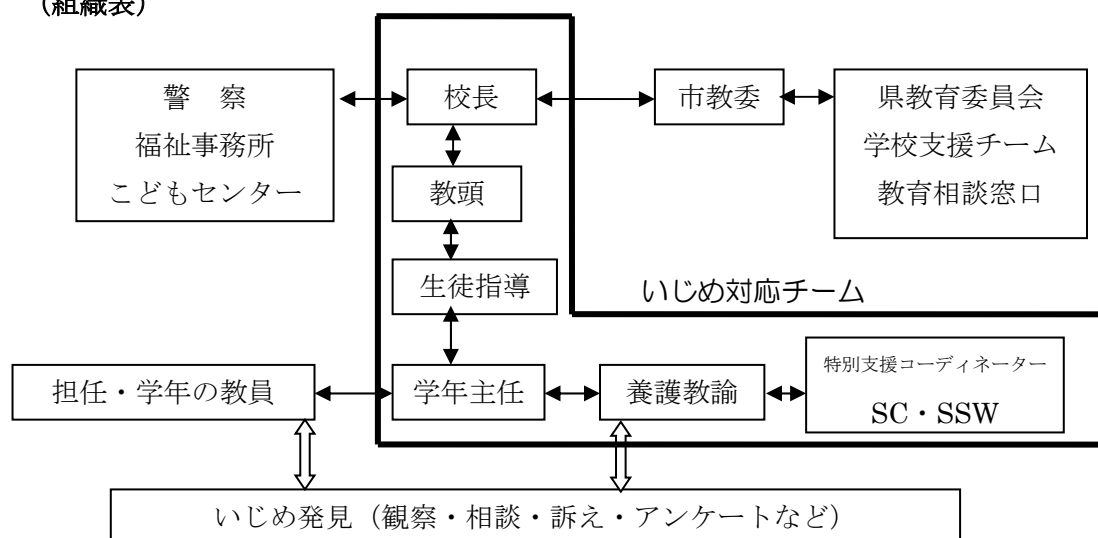 (組織表)
警　察
福祉事務所
こどもセンター
校長
市教委
県教育委員会
学校支援チーム
教育相談窓口
教頭
生徒指導
いじめ対応チーム
担任・学年の教員
学年主任
養護教諭
特別支援コーディネーター
SC・SSW
いじめ発見（観察・相談・訴え・アンケートなど）